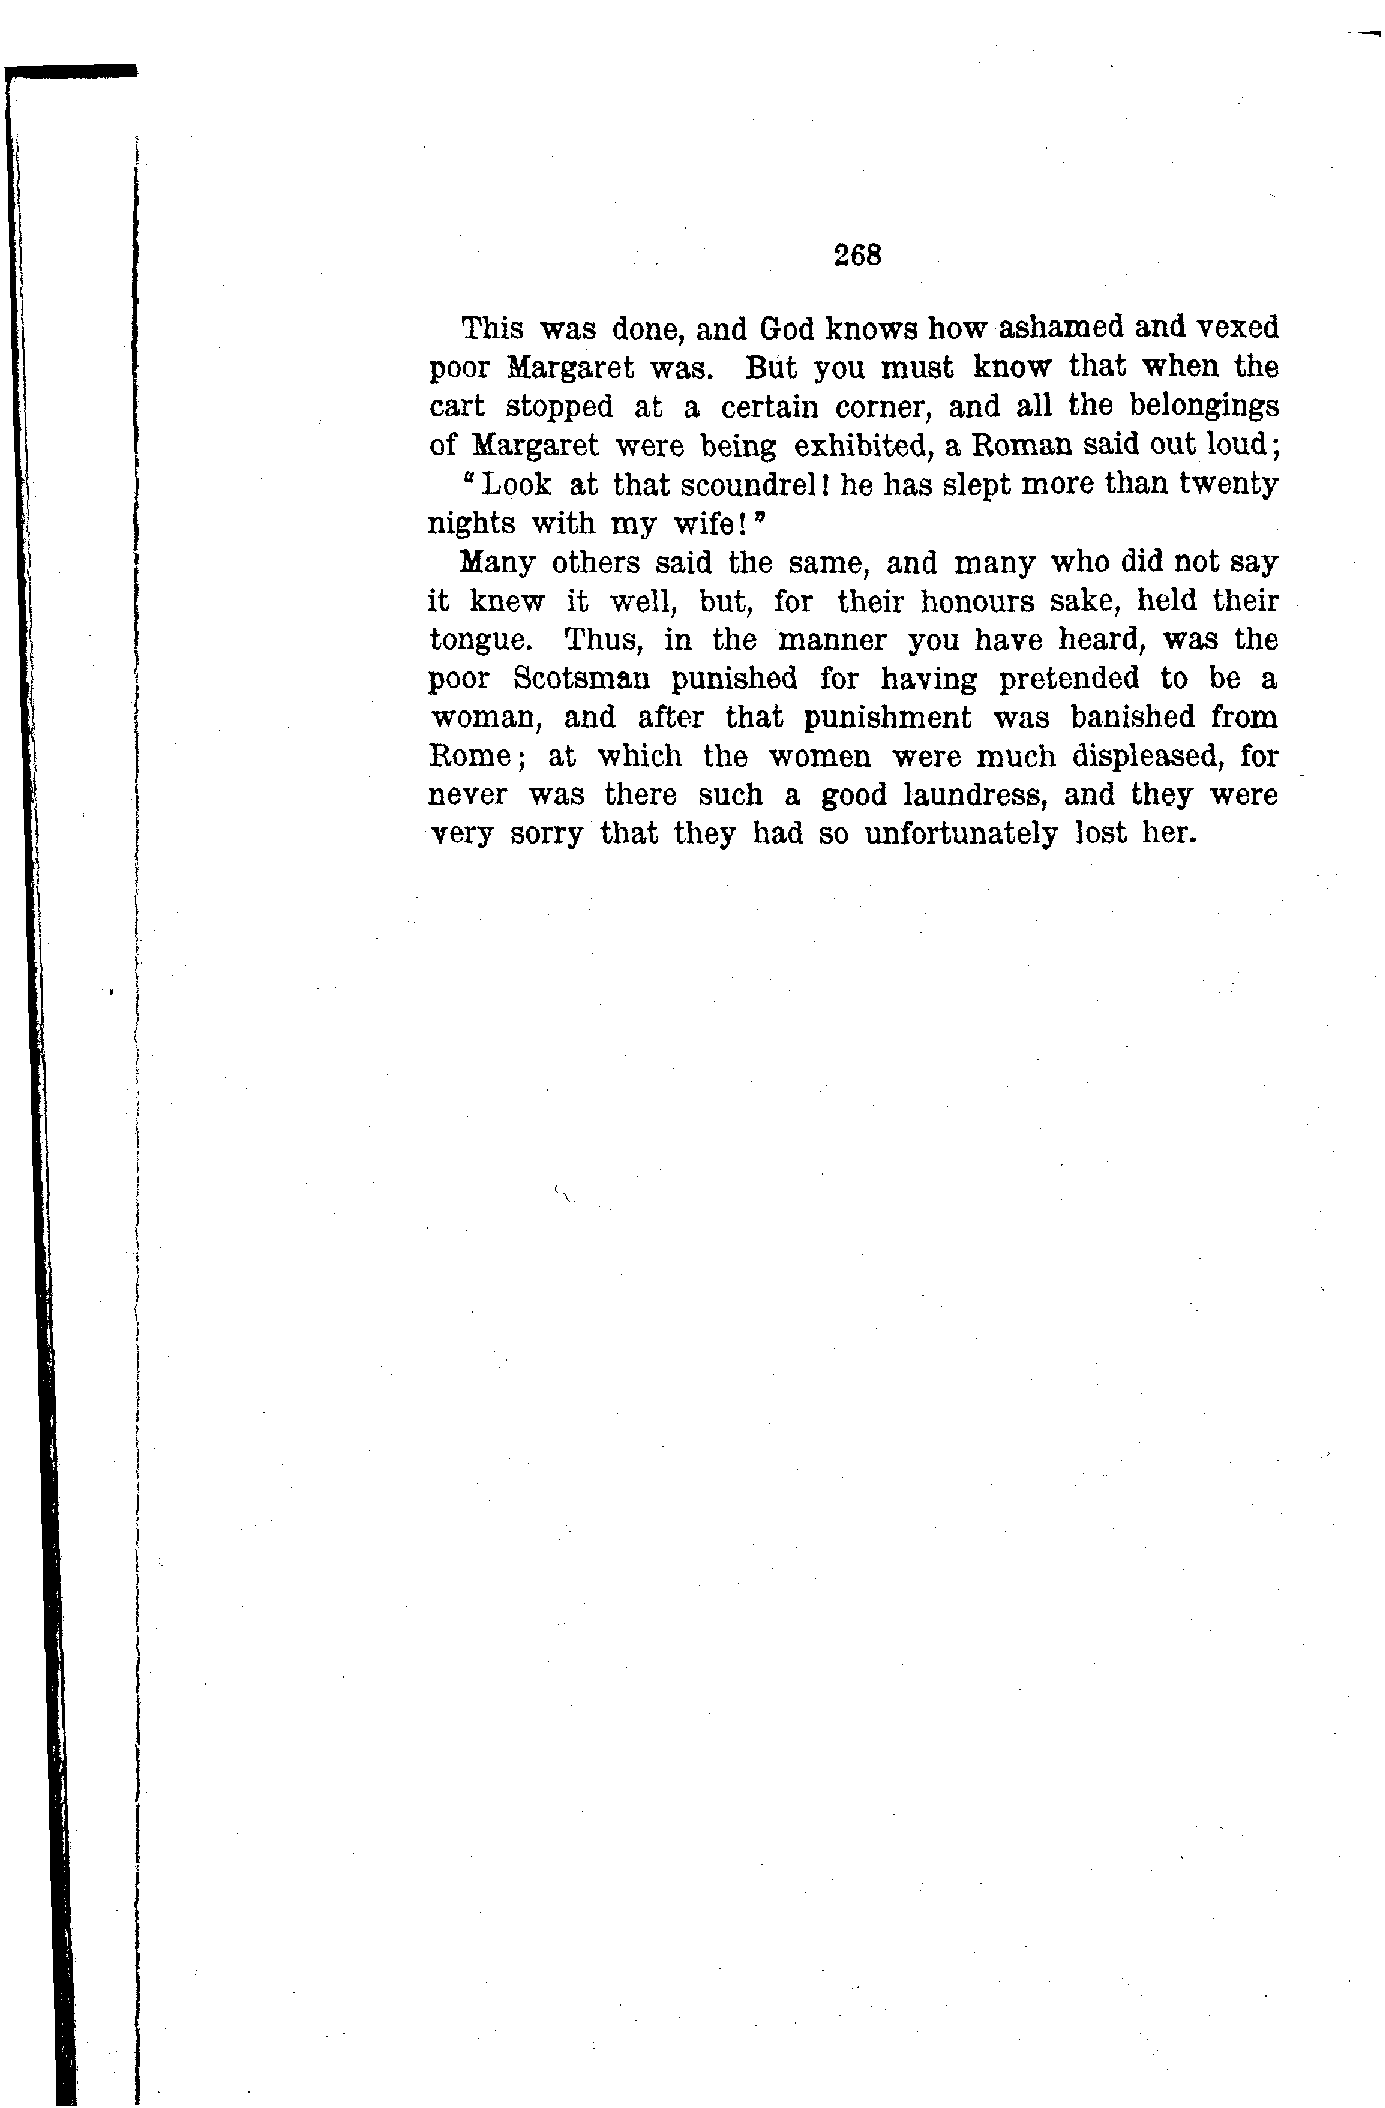 268
This was done, and God knows how ashamed and vexed
poor Margaret was. But you must know that when the
cart stopped at a certain corner, and all the belongings
of Margaret were being exhibited, a Roman said out loud;
"Look at that scoundrel! he has slept more than twenty
nights with my wife!"
Many others said the same, and many who did not say
it knew it well, but, for their honours sake, held their
tongue. Thus, in the manner you have heard, was the
poor Scotsman punished for having pretended to be a
woman, and after that punishment was banished from
Rome; at which the women were much displeased, for
never was there such a good laundress, and they were
very sorry that they had so unfortunately lost her.